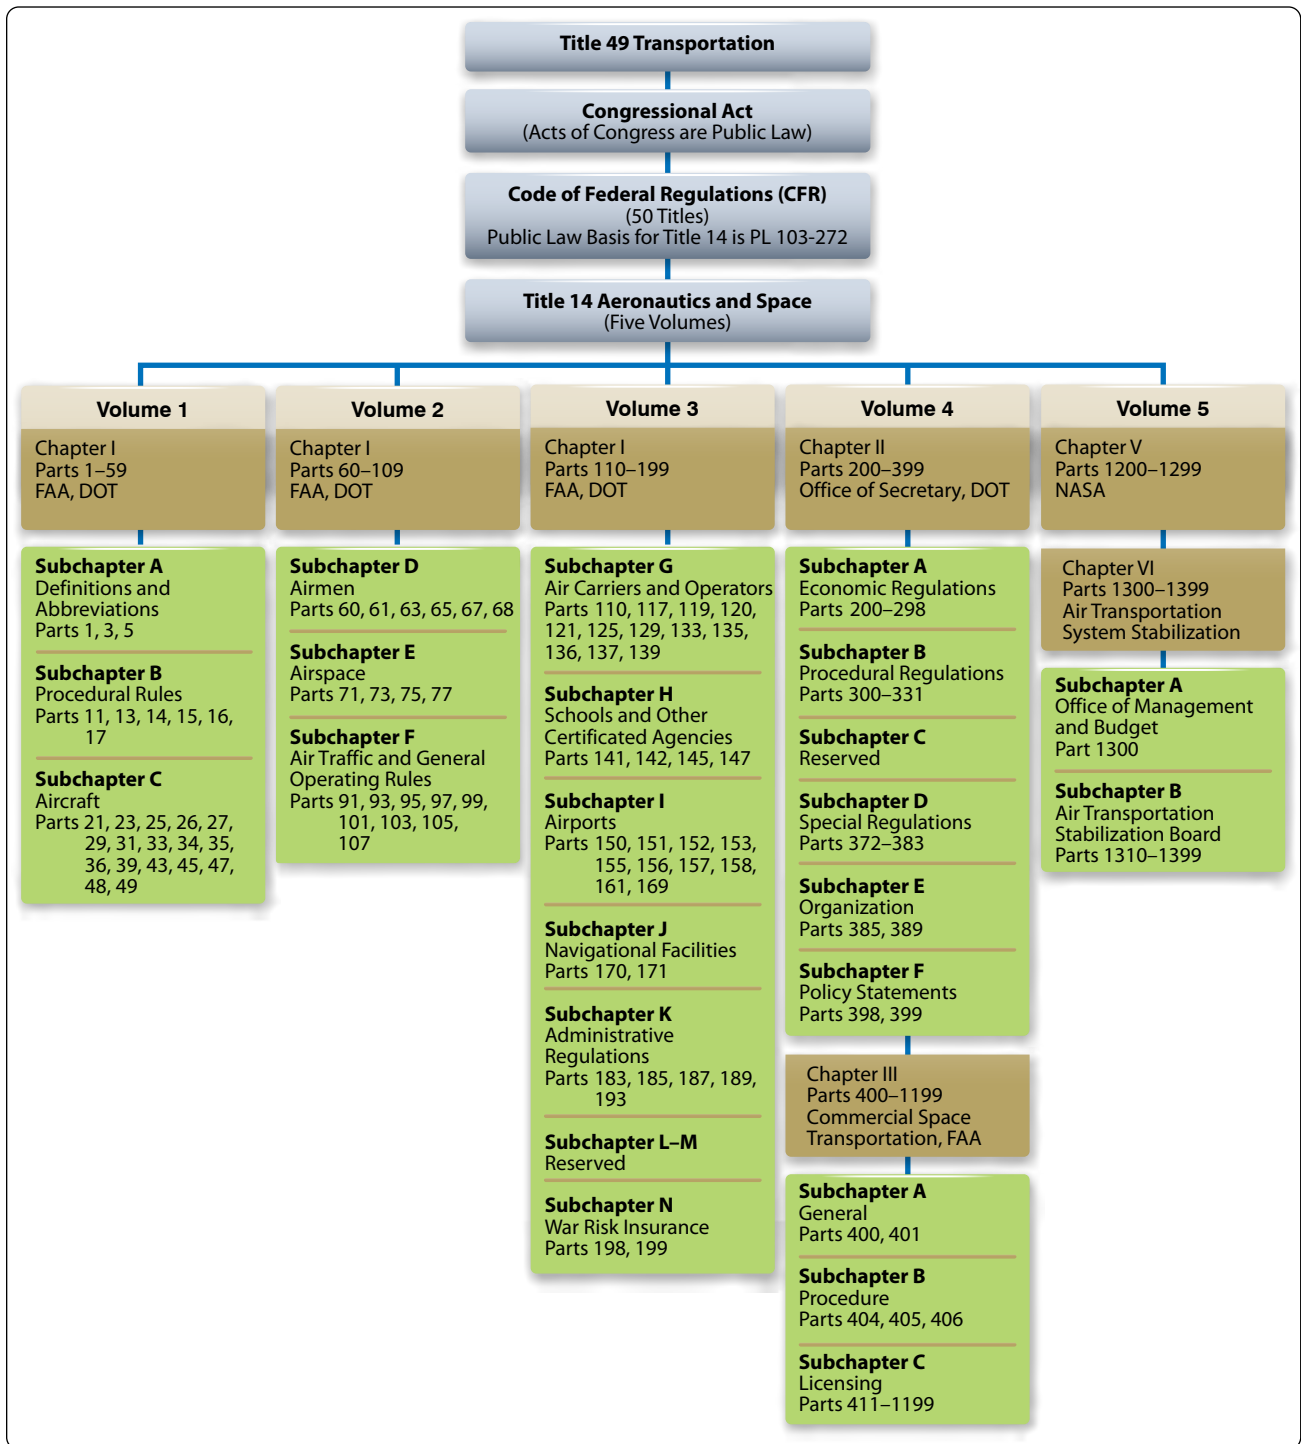 Title 49 Transportation
Congressional Act
(Acts of Congress are Public Law)
Code of Federal Regulations (CFR)
(50 Titles)
Public Law Basis for Title 14 is PL 103-272
Title 14 Aeronautics and Space
(Five Volumes)
Volume 1
Chapter I
Parts 1–59
FAA, DOT
Subchapter A
Definitions and
Abbreviations
Parts 1, 3, 5
Subchapter B
Procedural Rules
Parts 11, 13, 14, 15, 16,
17
Subchapter C
Aircraft
Parts 21, 23, 25, 26, 27,
29, 31, 33, 34, 35,
36, 39, 43, 45, 47,
48, 49
Volume 2
Chapter I
Parts 60–109
FAA, DOT
Subchapter D
Airmen
Parts 60, 61, 63, 65, 67, 68
Subchapter E
Airspace
Parts 71, 73, 75, 77
Subchapter F
Air Traffic and General
Operating Rules
Parts 91, 93, 95, 97, 99,
101, 103, 105,
107
Volume 3
Chapter I
Parts 110–199
FAA, DOT
Subchapter G
Air Carriers and Operators
Parts 110, 117, 119, 120,
121, 125, 129, 133, 135,
136, 137, 139
Subchapter H
Schools and Other
Certificated Agencies
Parts 141, 142, 145, 147
Subchapter I
Airports
Parts 150, 151, 152, 153,
155, 156, 157, 158,
161, 169
Subchapter J
Navigational Facilities
Parts 170, 171
Subchapter K
Administrative
Regulations
Parts 183, 185, 187, 189,
193
Subchapter L–M
Reserved
Subchapter N
War Risk Insurance
Parts 198, 199
Volume 4
Chapter II
Parts 200–399
Office of Secretary, DOT
Subchapter A
Economic Regulations
Parts 200–298
Subchapter B
Procedural Regulations
Parts 300–331
Subchapter C
Reserved
Subchapter D
Special Regulations
Parts 372–383
Subchapter E
Organization
Parts 385, 389
Subchapter F
Policy Statements
Parts 398, 399
Chapter III
Parts 400–1199
Commercial Space
Transportation, FAA
Subchapter A
General
Parts 400, 401
Subchapter B
Procedure
Parts 404, 405, 406
Subchapter C
Licensing
Parts 411–1199
Volume 5
Chapter V
Parts 1200–1299
NASA
Chapter VI
Parts 1300–1399
Air Transportation
System Stabilization
Subchapter A
Office of Management
and Budget
Part 1300
Subchapter B
Air Transportation
Stabilization Board
Parts 1310–1399